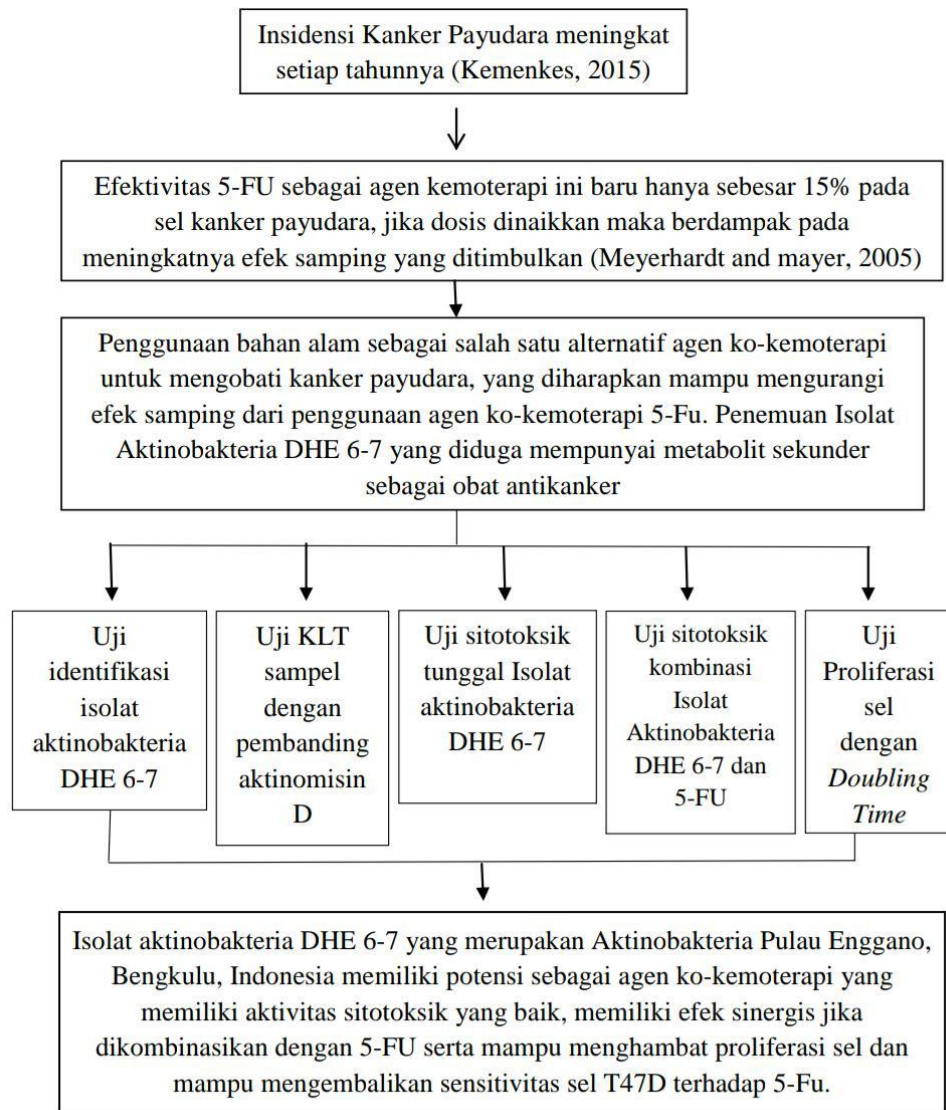 Insidensi Kanker Payudara meningkat
setiap tahunnya (Kemenkes, 2015)
Efektivitas 5-FU sebagai agen kemoterapi ini baru hanya sebesar 15% pada
sel kanker payudara, jika dosis dinaikkan maka berdampak pada
meningkatnya efek samping yang ditimbulkan (Meyerhardt and mayer, 2005)
Penggunaan bahan alam sebagai salah satu alternatif agen ko-kemoterapi
untuk mengobati kanker payudara, yang diharapkan mampu mengurangi
efek samping dari penggunaan agen ko-kemoterapi 5-Fu. Penemuan Isolat
Aktinobakteria DHE 6-7 yang diduga mempunyai metabolit sekunder
sebagai obat antikanker
Uji
identifikasi
isolat
aktinobakteria
DHE 6-7
Uji KLT
sampel
dengan
pembanding
aktinomisin
D
Uji sitotoksik
tunggal Isolat
aktinobakteria
DHE 6-7
Uji sitotoksik
kombinasi
Isolat
Aktinobakteria
DHE 6-7 dan
5-FU
Uji
Proliferasi
sel
dengan
Doubling
Time
Isolat aktinobakteria DHE 6-7 yang merupakan Aktinobakteria Pulau Enggano,
Bengkulu, Indonesia memiliki potensi sebagai agen ko-kemoterapi yang
memiliki aktivitas sitotoksik yang baik, memiliki efek sinergis jika
dikombinasikan dengan 5-FU serta mampu menghambat proliferasi sel dan
mampu mengembalikan sensitivitas sel T47D terhadap 5-Fu.